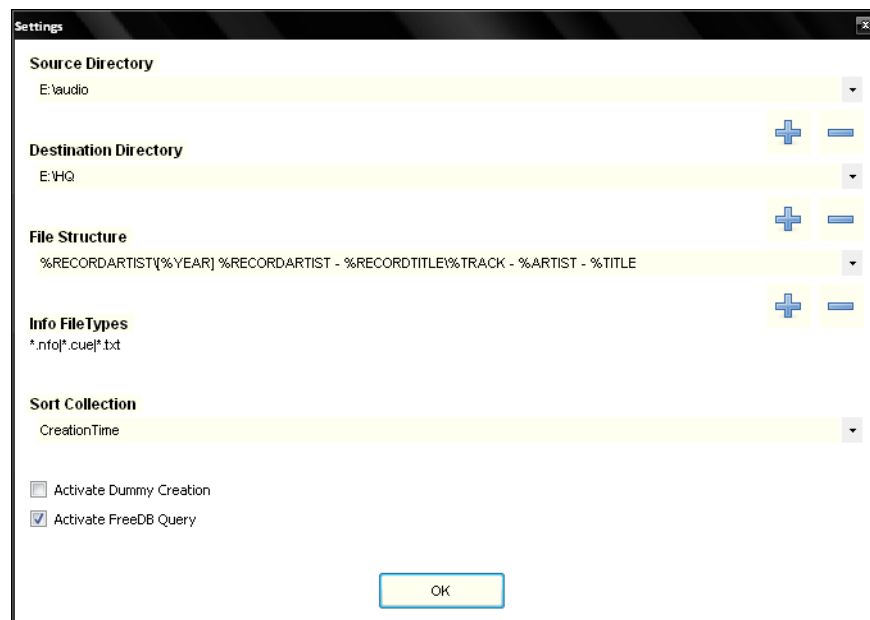 Settings
Source Directory
E:\audio
Destination Directory
E:\HQ
File Structure
%RECORDARTIST\[%YEAR] %RECORDARTIST - %RECORDTITLE\%TRACK - %ARTIST - %TITLE
Info FileTypes
*.nfo|*.cue|*.txt
Sort Collection
CreationTime
Activate Dummy Creation
Activate FreeDB Query
OK